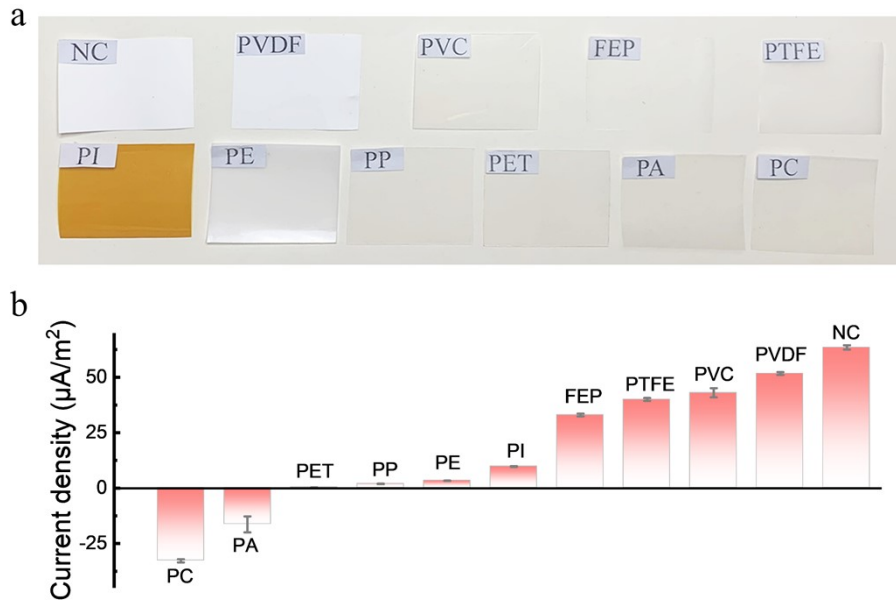 a
NC PVDF PVC FEP PTFE
PI PE PP PET PA PC
b
Current density (μA/m²)
50
25
0
-25
PC
PA
PET
PP
PE
PI
FEP
PTFE
PVC
PVDF
NC